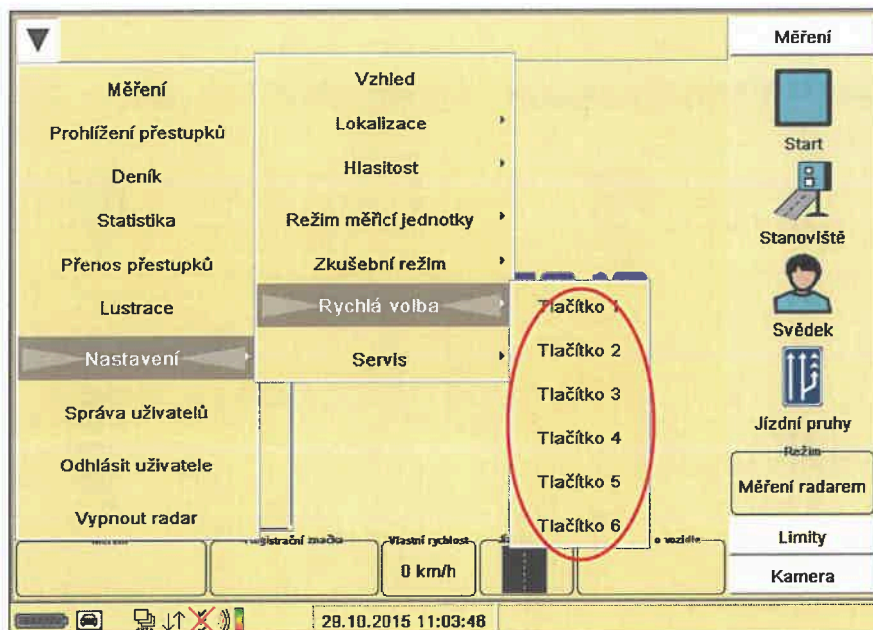 Měření
Prohlížení přestupků
Deník
Statistika
Přenos přestupků
Lustrace
Nastavení
Správa uživatelů
Odhlásit uživatele
Vypnout radar
Vzhled
Lokalizace
Hlasitost
Režim měřicí jednotky
Zkušební režim
Rychlá volba
Servis
Tlačítko 1
Tlačítko 2
Tlačítko 3
Tlačítko 4
Tlačítko 5
Tlačítko 6
Měření
Start
Stanoviště
Svědek
Jízdní pruhy
Režim
Měření radarem
Limity
Kamera
značka
Vlastní rychlost
0 km/h
o vozidle
28.10.2015 11:03:46